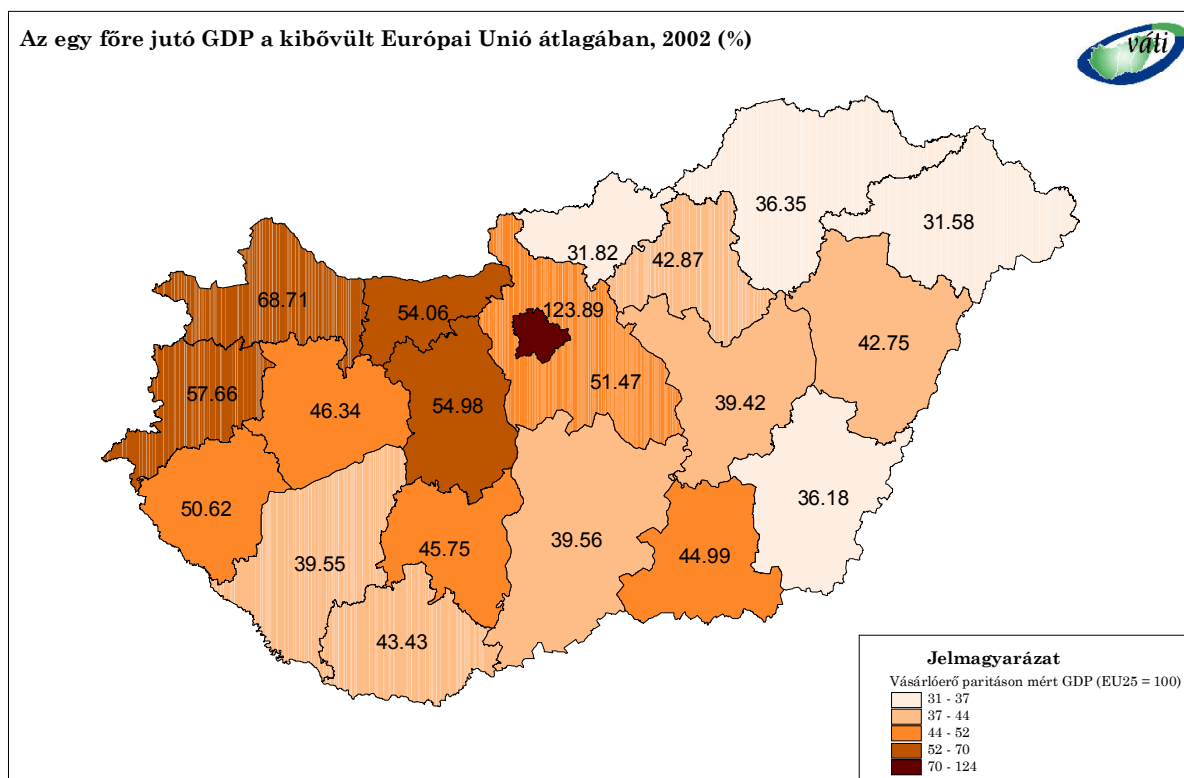 Az egy főre jutó GDP a kibővült Európai Unió átlagában, 2002 (%)
váti
36.35
31.58
31.82
42.87
68.71
54.06
123.89
42.75
57.66
46.34
54.98
51.47
39.42
50.62
36.18
39.55
45.75
39.56
44.99
43.43
Jelmagyarázat
Vásárlóerő paritáson mért GDP (EU25 = 100)
31 - 37
37 - 44
44 - 52
52 - 70
70 - 124